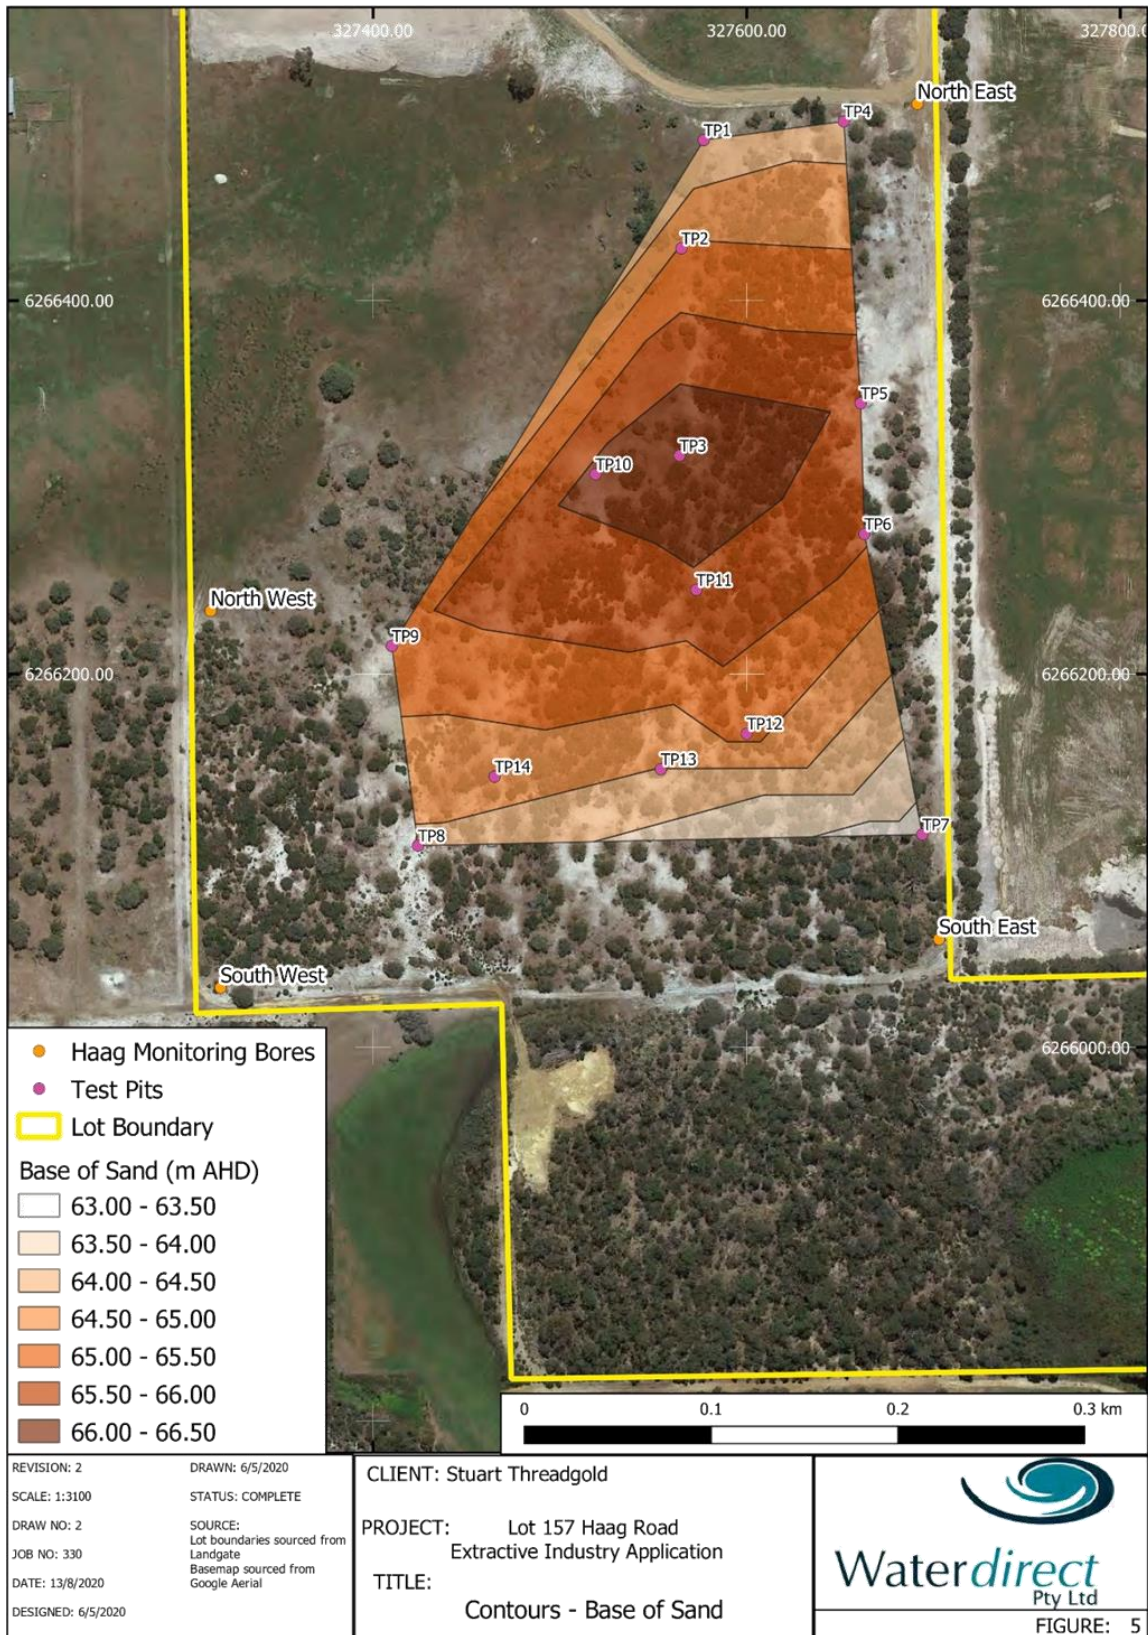 327400.00
327600.00
327800.0
North East
TP4
TP1
TP2
6266400.00
6266400.00
TP5
TP3
TP10
TP6
TP11
North West
TP9
6266200.00
6266200.00
TP12
TP13
TP14
TP8
TP7
South East
South West
6266000.00
Haag Monitoring Bores
Test Pits
Lot Boundary
Base of Sand (m AHD)
63.00 - 63.50
63.50 - 64.00
64.00 - 64.50
64.50 - 65.00
65.00 - 65.50
65.50 - 66.00
66.00 - 66.50
0 0.1 0.2 0.3 km
REVISION: 2
SCALE: 1:3100
DRAW NO: 2
JOB NO: 330
DATE: 13/8/2020
DESIGNED: 6/5/2020
DRAWN: 6/5/2020
STATUS: COMPLETE
SOURCE:
Lot boundaries sourced from
Landgate
Basemap sourced from
Google Aerial
CLIENT: Stuart Threadgold
PROJECT: Lot 157 Haag Road
Extractive Industry Application
TITLE:
Contours - Base of Sand
Waterdirect
Pty Ltd
FIGURE: 5